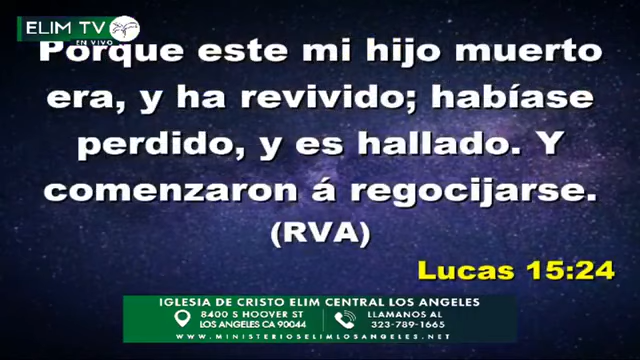 ELIM TV
EN VIVO
Porque este mi hijo muerto
era, y ha revivido; habíase
perdido, y es hallado. Y
comenzaron á regocijarse.
(RVA)
Lucas 15:24
IGLESIA DE CRISTO ELIM CENTRAL LOS ANGELES
8400 S HOOVER ST
LOS ANGELES CA 90044
LLAMANOS AL
323-789-1665
WWW.MINISTERIOSELIMLOSANGELES.NET